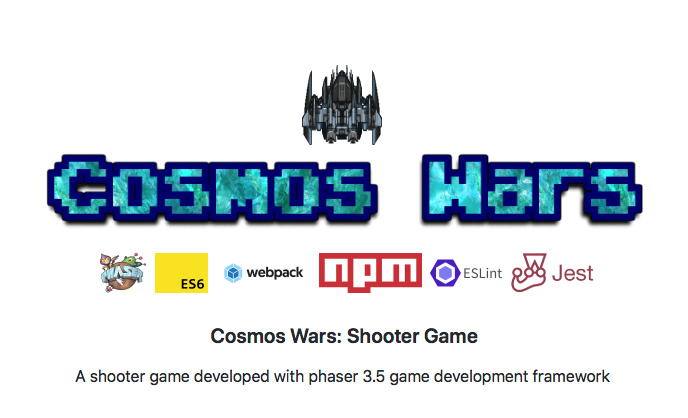 Cosmos Wars
ES6 webpack npm ESLint Jest
Cosmos Wars: Shooter Game
A shooter game developed with phaser 3.5 game development framework